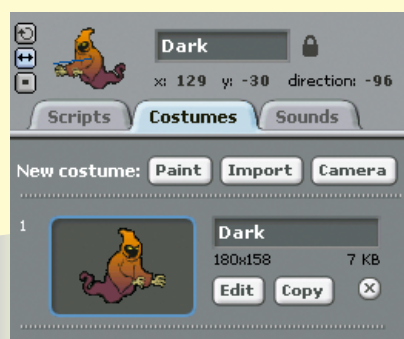 Dark
x: 129 y: -30 direction: -96
Scripts Costumes Sounds
New costume: Paint Import Camera
1
Dark
180x158 7 KB
Edit Copy